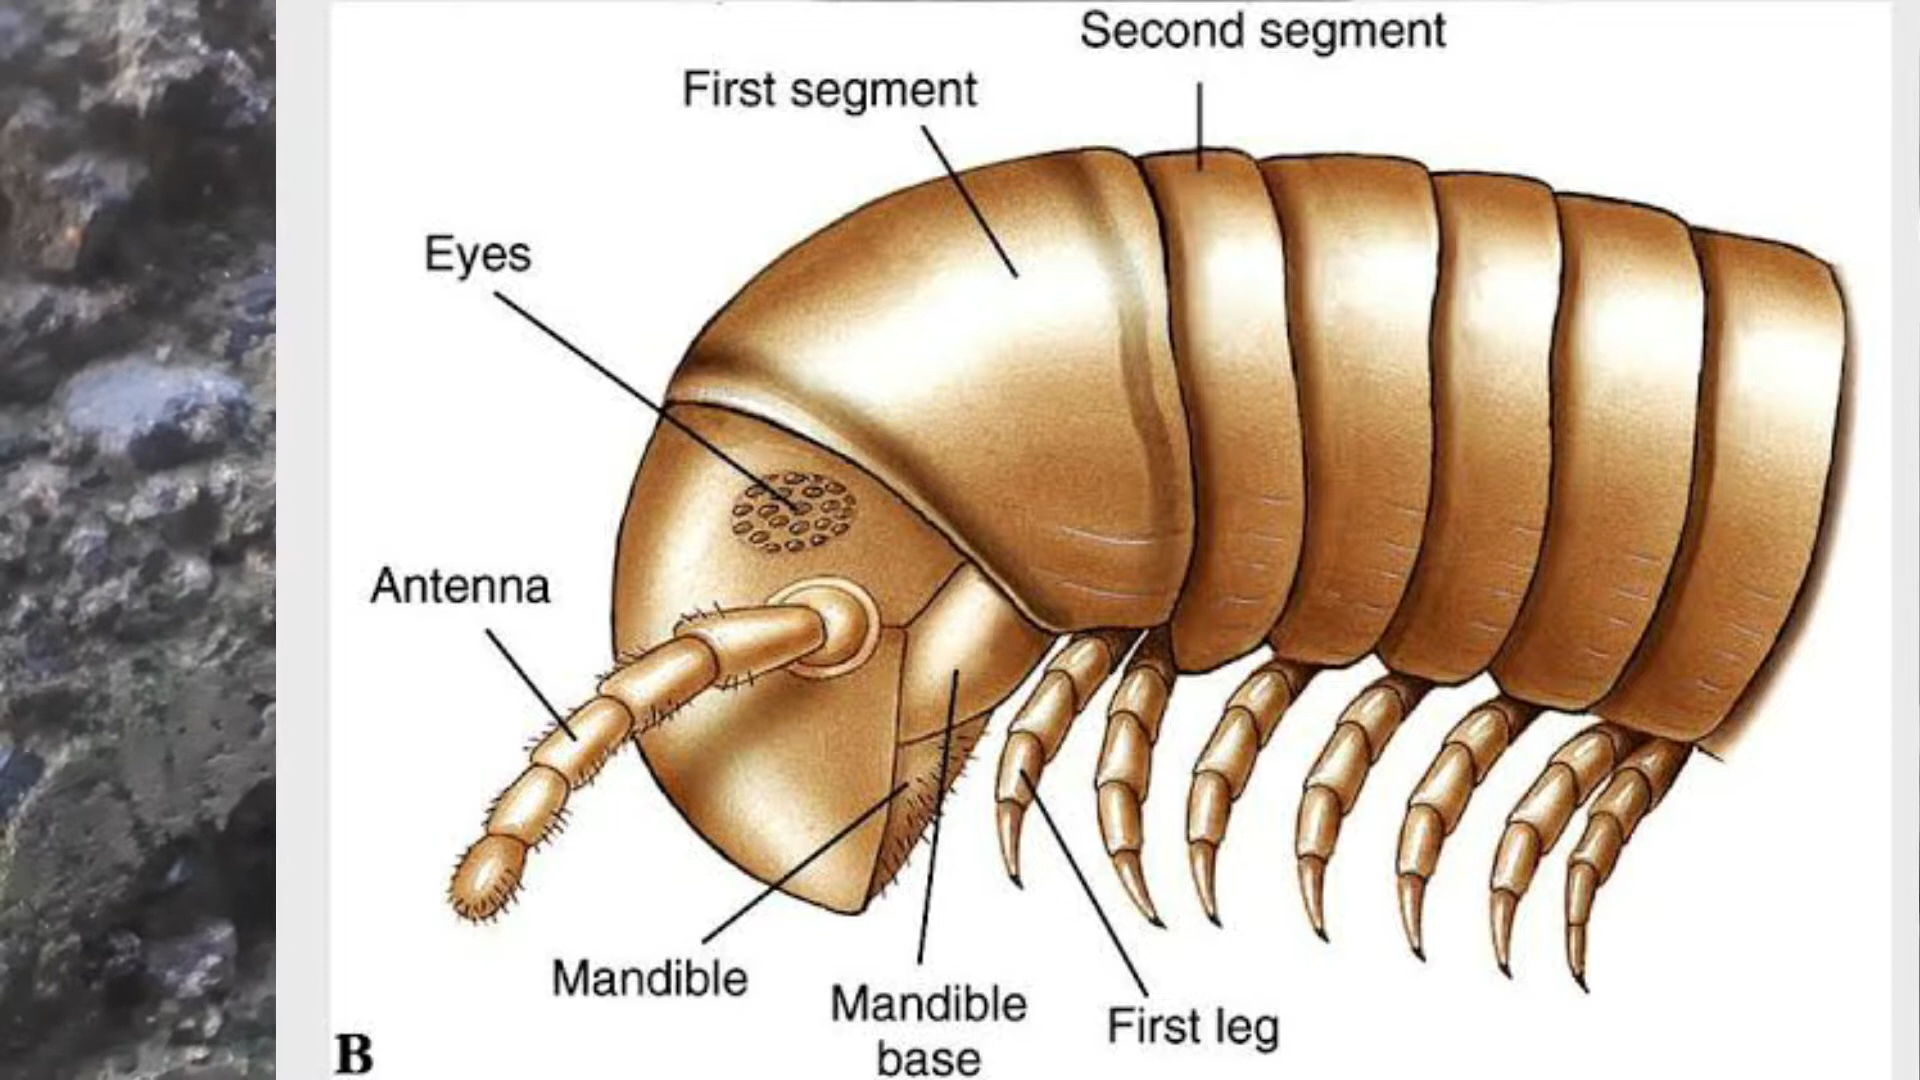 Second segment
First segment
Eyes
Antenna
Mandible
Mandible
base
First leg
B